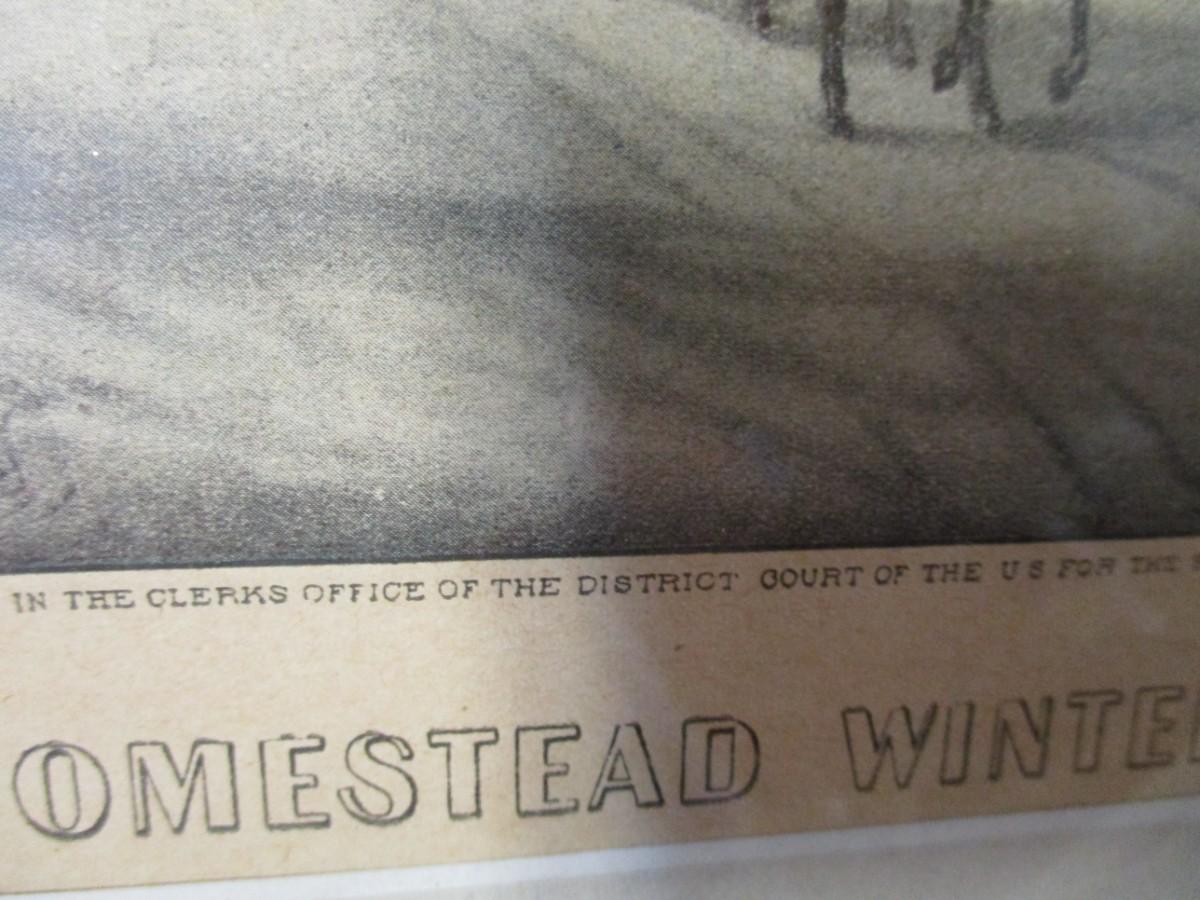 IN THE CLERKS OFFICE OF THE DISTRICT COURT OF THE U S FOR THE
OMESTEAD WINTE